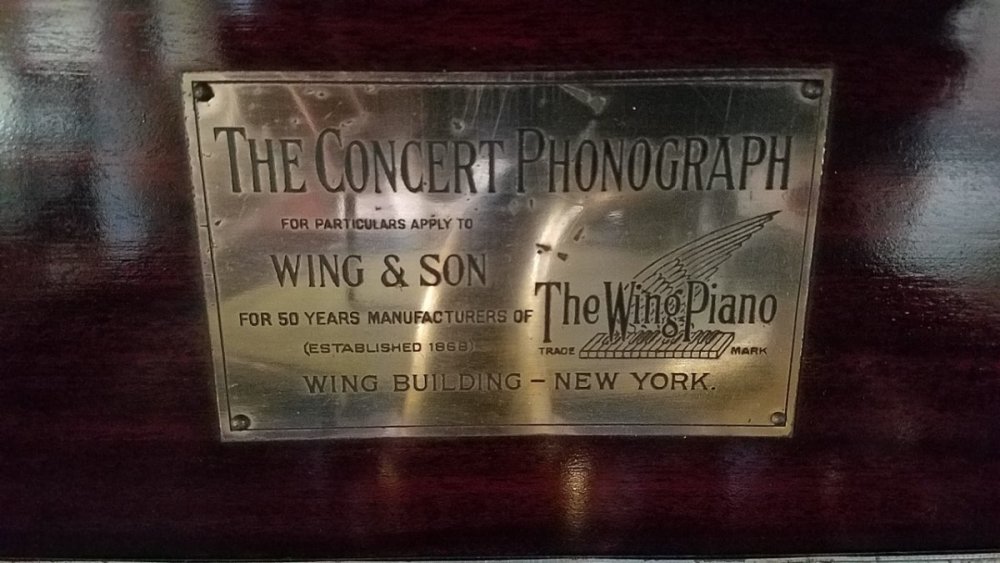 THE CONCERT PHONOGRAPH
FOR PARTICULARS APPLY TO
WING & SON
FOR 50 YEARS MANUFACTURERS OF
The Wing Piano
TRADE MARK
(ESTABLISHED 1868)
WING BUILDING – NEW YORK.